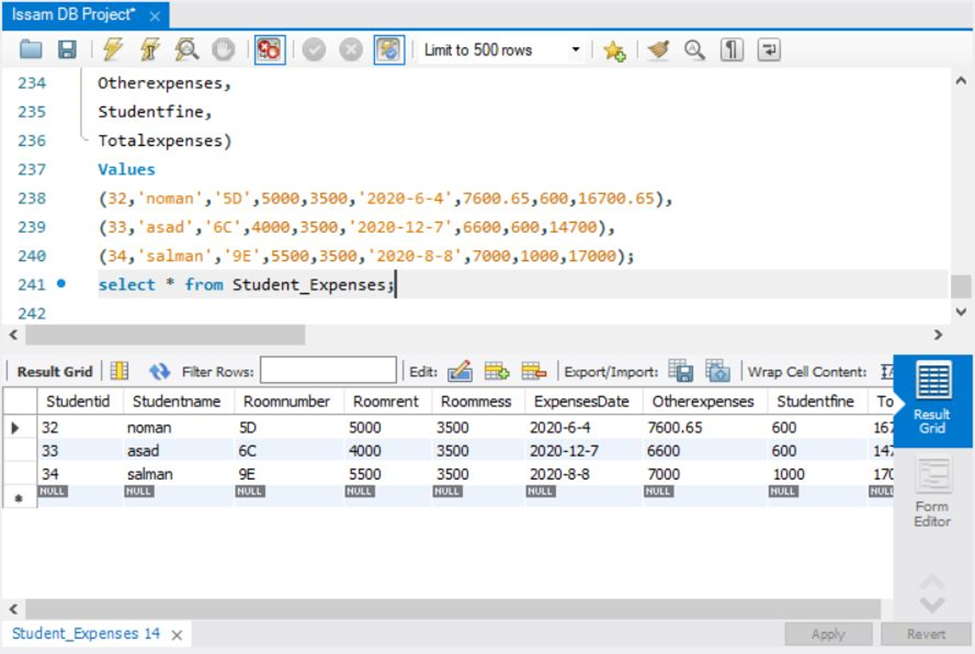 Issam DB Project*
Limit to 500 rows
234 Otherexpenses,
235 Studentfine,
236 Totalexpenses)
237 Values
238 (32,'noman','5D',5000,3500,'2020-6-4',7600.65,600,16700.65),
239 (33,'asad','6C',4000,3500,'2020-12-7',6600,600,14700),
240 (34,'salman','9E',5500,3500,'2020-8-8',7000,1000,17000);
241 select * from Student_Expenses;
242
Result Grid Filter Rows: Edit: Export/Import: Wrap Cell Content:
Studentid Studentname Roomnumber Roomrent Roommess ExpensesDate Otherexpenses Studentfine To
32 noman 5D 5000 3500 2020-6-4 7600.65 600 167
33 asad 6C 4000 3500 2020-12-7 6600 600 147
34 salman 9E 5500 3500 2020-8-8 7000 1000 170
NULL NULL NULL NULL NULL NULL NULL NULL NULL
Result
Grid
Form
Editor
Student_Expenses 14
Apply Revert